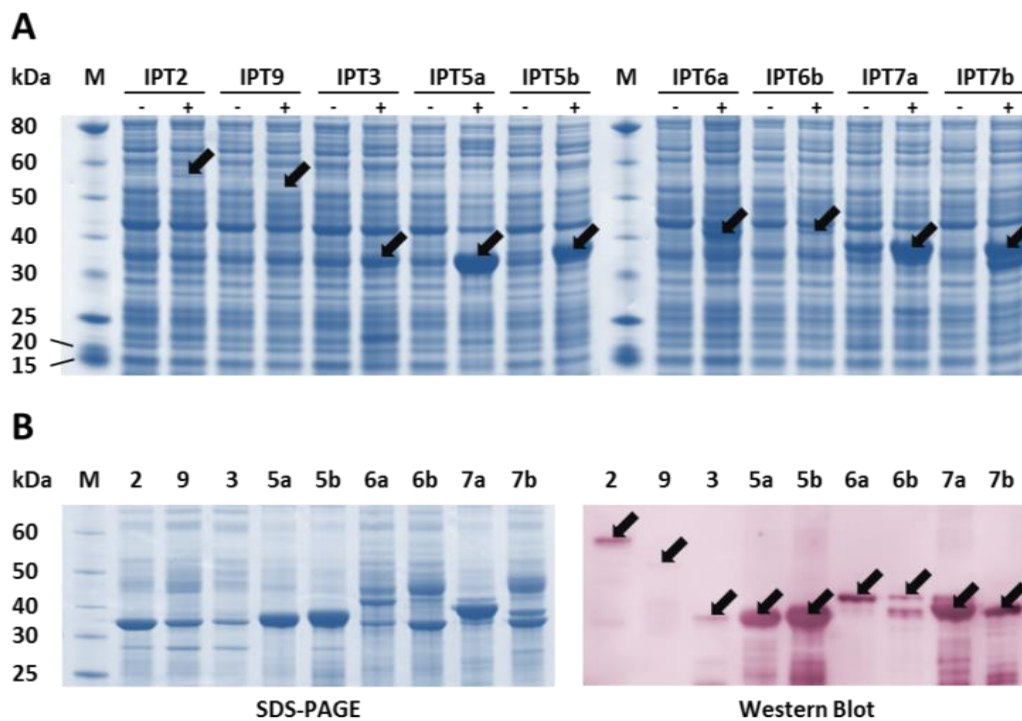 A
kDa M IPT2 IPT9 IPT3 IPT5a IPT5b M IPT6a IPT6b IPT7a IPT7b
- + - + - + - + - + - + - + - + - +
80
60
50
40
30
25
20
15
B
kDa M 2 9 3 5a 5b 6a 6b 7a 7b 2 9 3 5a 5b 6a 6b 7a 7b
60
50
40
30
25
SDS-PAGE Western Blot